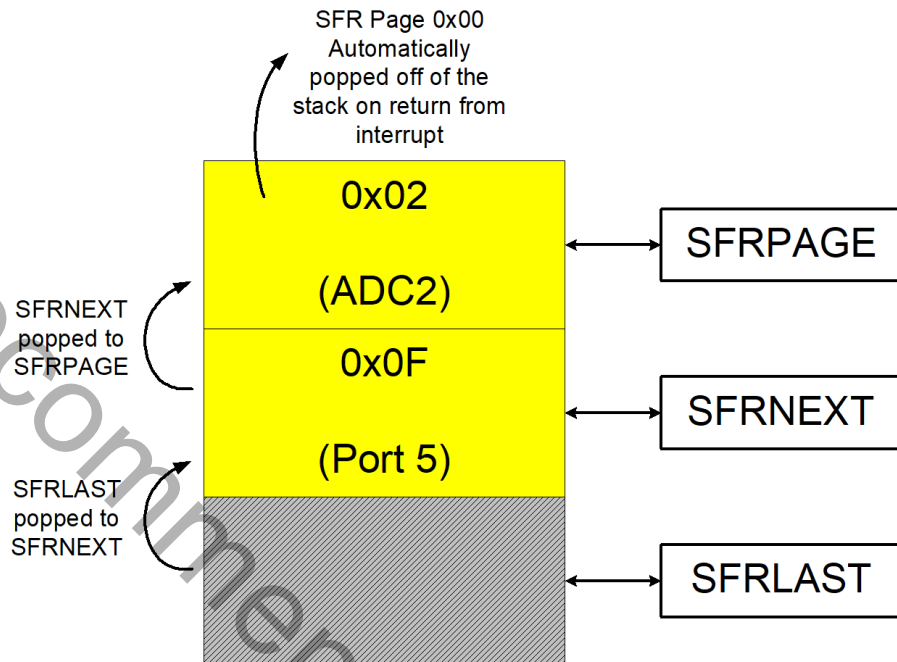 SFR Page 0x00
Automatically
popped off of the
stack on return from
interrupt
0x02
(ADC2)
SFRPAGE
SFRNEXT
popped to
SFRPAGE
0x0F
(Port 5)
SFRNEXT
SFRLAST
popped to
SFRNEXT
SFRLAST